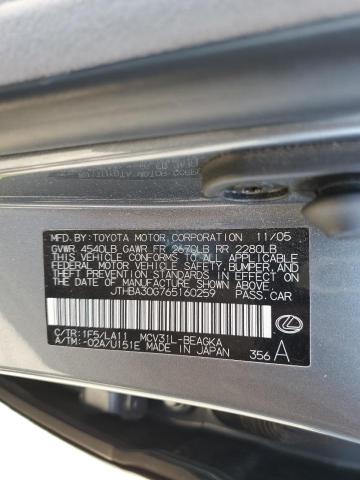 MFD. BY TOYOTA MOTOR CORPORATION 11/05
GVWR 4540LB GAWR FR 2670LB RR 2280LB
THIS VEHICLE CONFORMS TO ALL APPLICABLE
FEDERAL MOTOR VEHICLE SAFETY, BUMPER, AND
THEFT PREVENTION STANDARDS IN EFFECT ON
THE DATE OF MANUFACTURE SHOWN ABOVE.
JTHBA30G765160259 PASS.CAR
C/TR:1F5/LA11 MCV31L-BEAGKA
A/TM:-02A/U151E MADE IN JAPAN 356 A